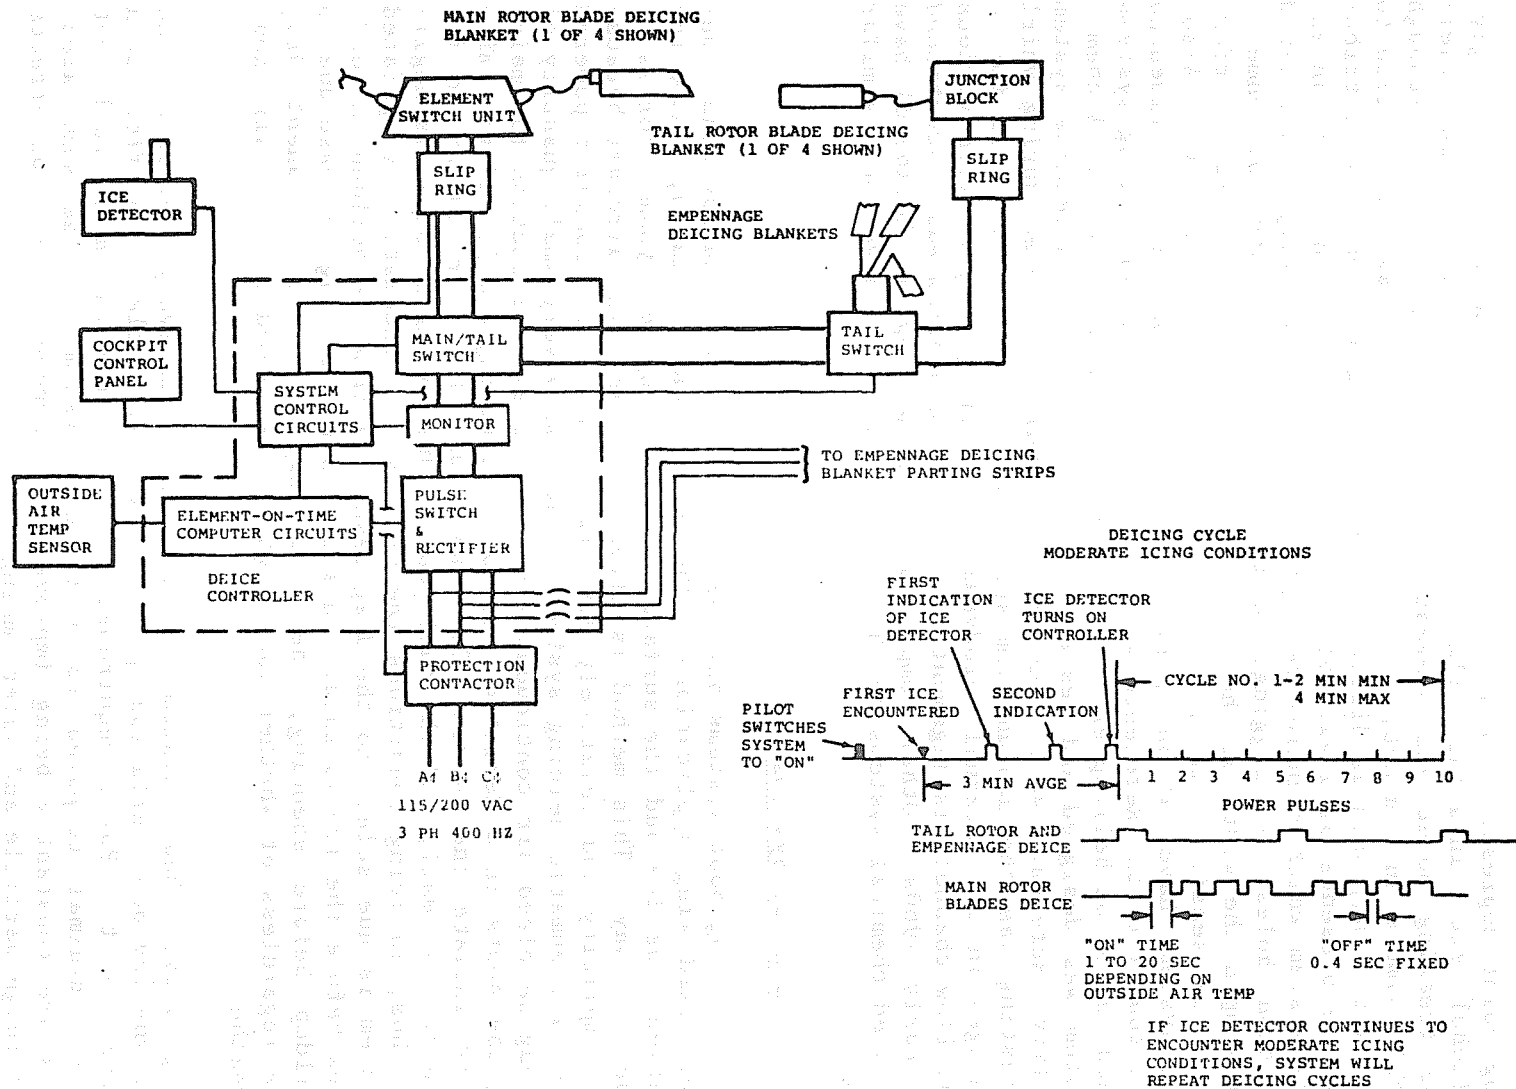 MAIN ROTOR BLADE DEICING
BLANKET (1 OF 4 SHOWN)
ELEMENT
SWITCH UNIT
JUNCTION
BLOCK
TAIL ROTOR BLADE DEICING
BLANKET (1 OF 4 SHOWN)
SLIP
RING
SLIP
RING
ICE
DETECTOR
EMPENNAGE
DEICING BLANKETS
COCKPIT
CONTROL
PANEL
MAIN/TAIL
SWITCH
TAIL
SWITCH
SYSTEM
CONTROL
CIRCUITS
MONITOR
TO EMPENNAGE DEICING
BLANKET PARTING STRIPS
OUTSIDE
AIR
TEMP
SENSOR
ELEMENT-ON-TIME
COMPUTER CIRCUITS
PULSE
SWITCH
&
RECTIFIER
DEICE
CONTROLLER
PROTECTION
CONTACTOR
A B C
115/200 VAC
3 PH 400 HZ
DEICING CYCLE
MODERATE ICING CONDITIONS
FIRST
INDICATION
OF ICE
DETECTOR
ICE DETECTOR
TURNS ON
CONTROLLER
PILOT
SWITCHES
SYSTEM
TO "ON"
FIRST ICE
ENCOUNTERED
SECOND
INDICATION
CYCLE NO. 1-2 MIN MIN
4 MIN MAX
3 MIN AVGE
1 2 3 4 5 6 7 8 9 10
POWER PULSES
TAIL ROTOR AND
EMPENNAGE DEICE
MAIN ROTOR
BLADES DEICE
"ON" TIME
1 TO 20 SEC
DEPENDING ON
OUTSIDE AIR TEMP
"OFF" TIME
0.4 SEC FIXED
IF ICE DETECTOR CONTINUES TO
ENCOUNTER MODERATE ICING
CONDITIONS, SYSTEM WILL
REPEAT DEICING CYCLES